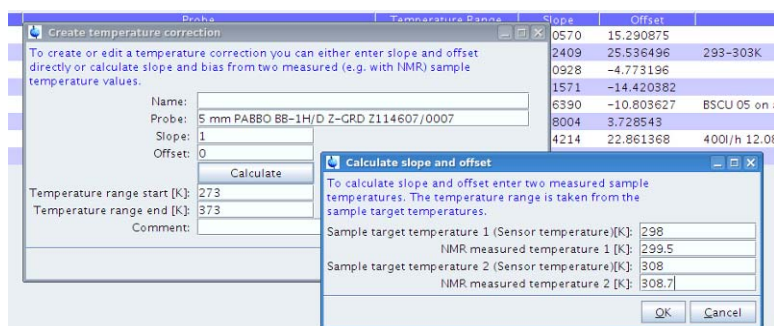 Probe Temperature Range Slope Offset
Create temperature correction
0570 15.290875
To create or edit a temperature correction you can either enter slope and offset
directly or calculate slope and bias from two measured (e.g. with NMR) sample
temperature values.
2409 25.536496 293-303K
0928 -4.773196
1571 -14.420382
6390 -10.803627 BSCU 05 on
8004 3.728543
4214 22.861368 400l/h 12.08
Name:
Probe: 5 mm PABBO BB-1H/D Z-GRD Z114607/0007
Slope: 1
Offset: 0
Calculate
Temperature range start [K]: 273
Temperature range end [K]: 373
Comment:
Calculate slope and offset
To calculate slope and offset enter two measured sample
temperatures. The temperature range is taken from the
sample target temperatures.
Sample target temperature 1 (Sensor temperature)[K]: 298
NMR measured temperature 1 [K]: 299.5
Sample target temperature 2 (Sensor temperature)[K]: 308
NMR measured temperature 2 [K]: 308.7
OK Cancel